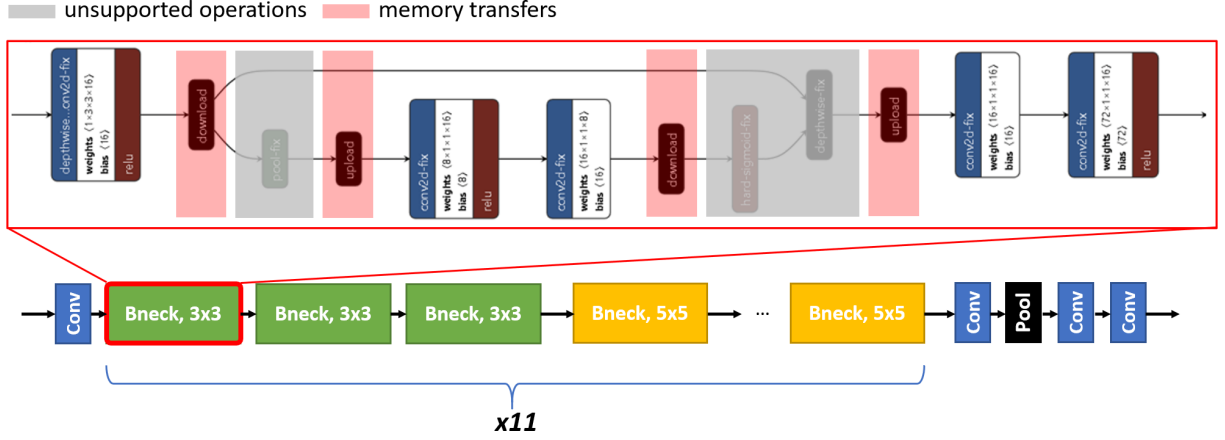 unsupported operations
memory transfers
depthwise...onv2d-fix
weights ⟨1×3×3×16⟩
bias ⟨16⟩
relu
download
pool-fix
upload
conv2d-fix
weights ⟨8×1×1×16⟩
bias ⟨8⟩
relu
conv2d-fix
weights ⟨16×1×1×8⟩
bias ⟨16⟩
download
hard-sigmoid-fix
depthwise-fix
upload
conv2d-fix
weights ⟨16×1×1×16⟩
bias ⟨16⟩
conv2d-fix
weights ⟨72×1×1×16⟩
bias ⟨72⟩
relu
Conv
Bneck, 3x3
Bneck, 3x3
Bneck, 3x3
Bneck, 5x5
...
Bneck, 5x5
Conv
Pool
Conv
Conv
x11